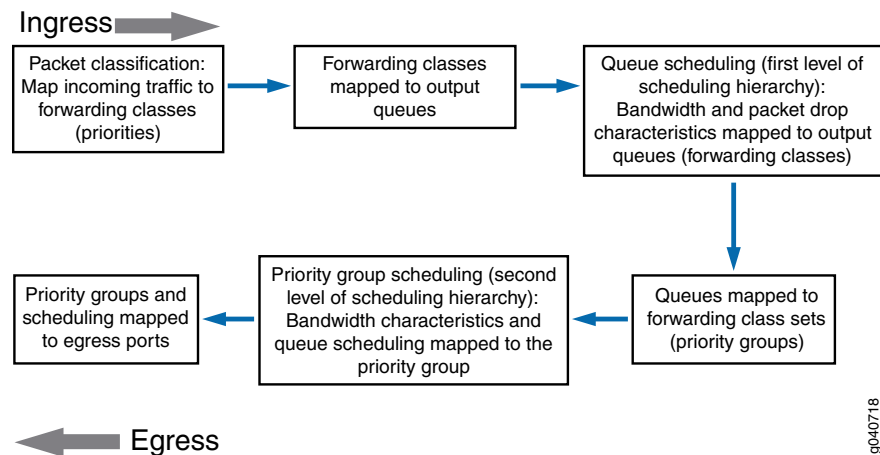 Ingress
Packet classification:
Map incoming traffic to
forwarding classes
(priorities)
Forwarding classes
mapped to output
queues
Queue scheduling (first level of
scheduling hierarchy):
Bandwidth and packet drop
characteristics mapped to output
queues (forwarding classes)
Queues mapped to
forwarding class sets
(priority groups)
Priority group scheduling (second
level of scheduling hierarchy):
Bandwidth characteristics and
queue scheduling mapped to the
priority group
Priority groups and
scheduling mapped
to egress ports
Egress
g040718